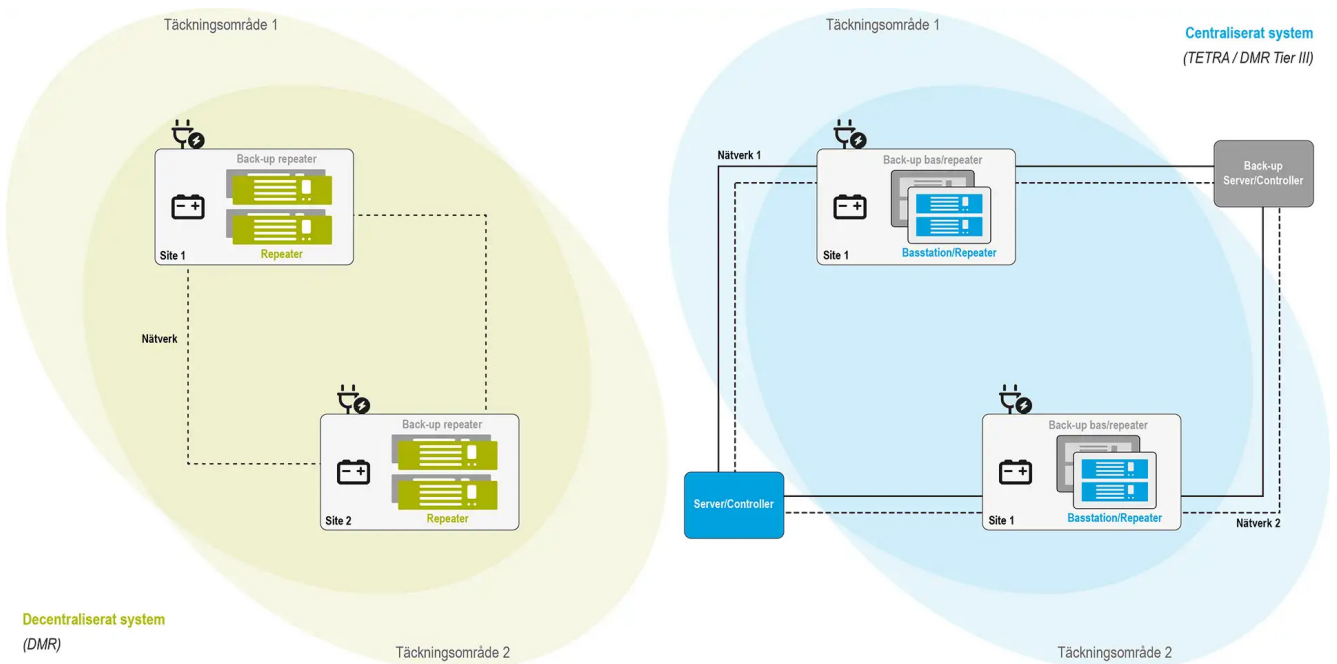 Täckningsområde 1
Back-up repeater
Site 1
Repeater
Nätverk
Back-up repeater
Site 2
Repeater
Decentraliserat system
(DMR)
Täckningsområde 2
Täckningsområde 1
Centraliserat system
(TETRA / DMR Tier III)
Nätverk 1
Back-up bas/repeater
Site 1
Basstation/Repeater
Back-up
Server/Controller
Server/Controller
Back-up bas/repeater
Site 1
Basstation/Repeater
Nätverk 2
Täckningsområde 2